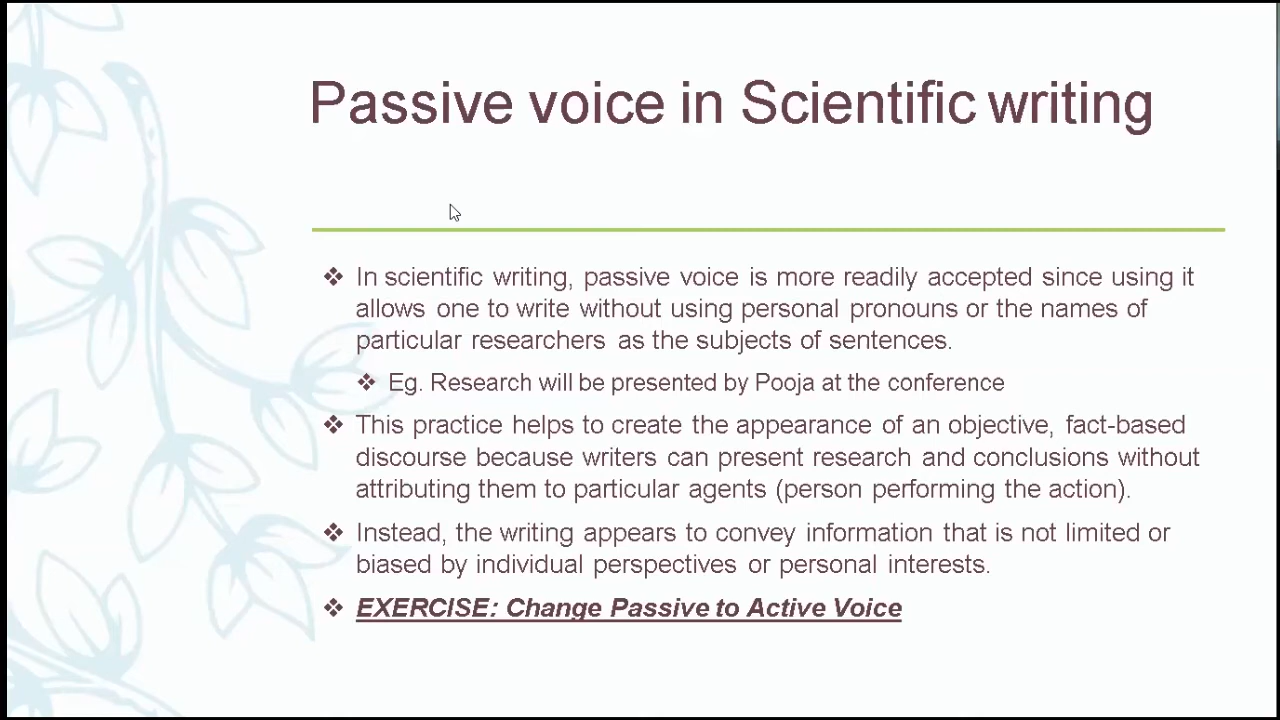 Passive voice in Scientific writing
In scientific writing, passive voice is more readily accepted since using it
allows one to write without using personal pronouns or the names of
particular researchers as the subjects of sentences.
Eg. Research will be presented by Pooja at the conference
This practice helps to create the appearance of an objective, fact-based
discourse because writers can present research and conclusions without
attributing them to particular agents (person performing the action).
Instead, the writing appears to convey information that is not limited or
biased by individual perspectives or personal interests.
EXERCISE: Change Passive to Active Voice